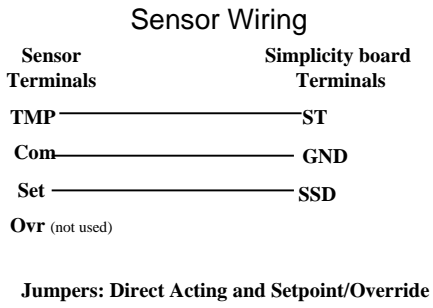 Sensor Wiring
Sensor Simplicity board
Terminals Terminals
TMP ST
Com GND
Set SSD
Ovr (not used)
Jumpers: Direct Acting and Setpoint/Override